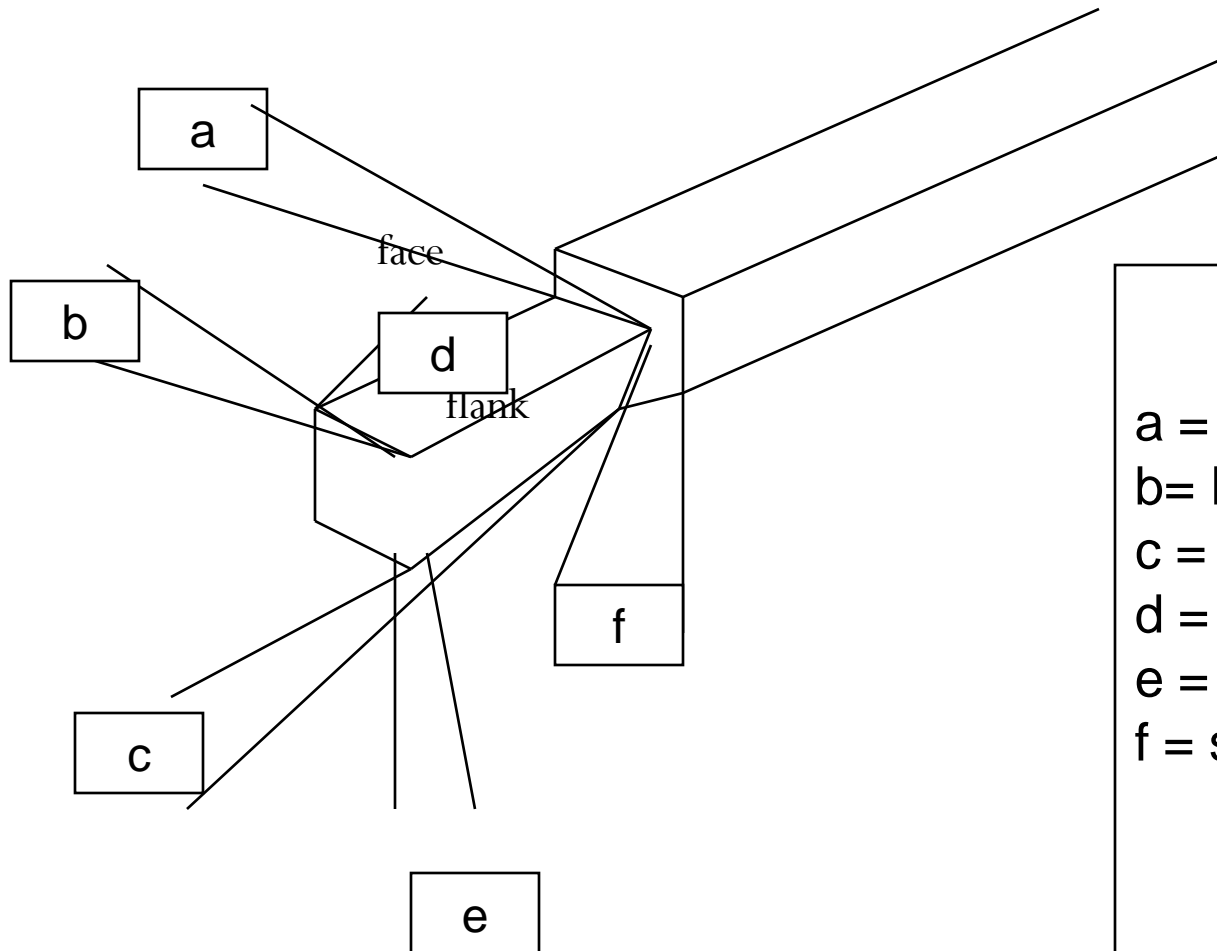 a
face
b
d
flank
f
c
e
a =
b=
c =
d =
e =
f =